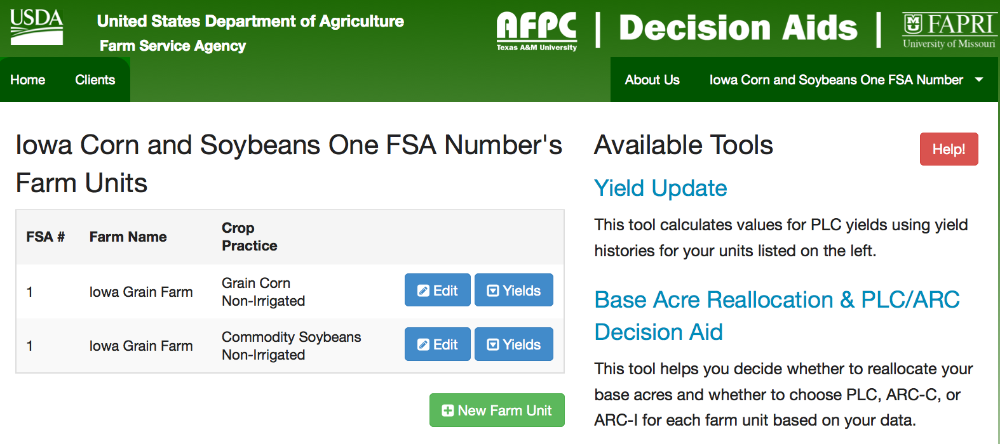 USDA
United States Department of Agriculture
Farm Service Agency
AFPC
Texas A&M University
Decision Aids
MU FAPRI
University of Missouri
Home
Clients
About Us
Iowa Corn and Soybeans One FSA Number
Iowa Corn and Soybeans One FSA Number's
Farm Units
FSA # Farm Name Crop
Practice
1 Iowa Grain Farm Grain Corn
Non-Irrigated
Edit Yields
1 Iowa Grain Farm Commodity Soybeans
Non-Irrigated
Edit Yields
New Farm Unit
Available Tools
Help!
Yield Update
This tool calculates values for PLC yields using yield
histories for your units listed on the left.
Base Acre Reallocation & PLC/ARC
Decision Aid
This tool helps you decide whether to reallocate your
base acres and whether to choose PLC, ARC-C, or
ARC-I for each farm unit based on your data.